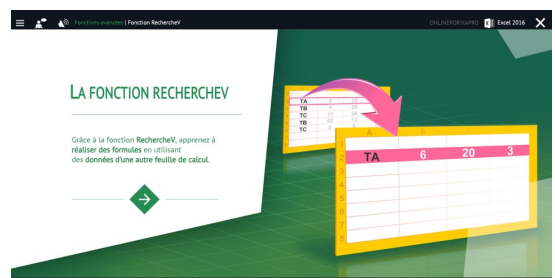 Fonctions avancées | Fonction RechercheV
ONLINEFORMAPRO Excel 2016
LA FONCTION RECHERCHEV
Grâce à la fonction RechercheV, apprenez à
réaliser des formules en utilisant
des données d'une autre feuille de calcul.
TA
TB
TC
TB
TC
A
1
2 TA 6 20 3
3
4
5
6
7
8